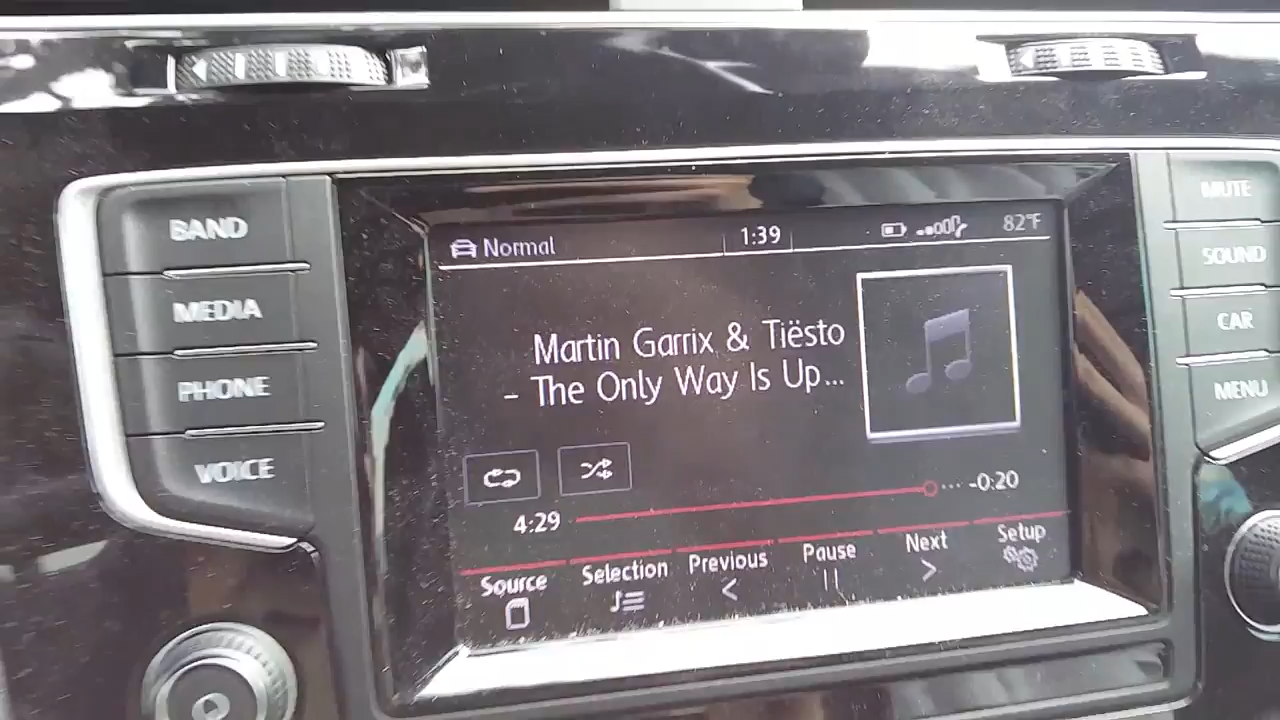 BAND
MEDIA
PHONE
VOICE
Normal
1:39
82°F
Martin Garrix & Tiësto
- The Only Way Is Up...
4:29
-0:20
Source
Selection
Previous
Pause
Next
Setup
MUTE
SOUND
CAR
MENU